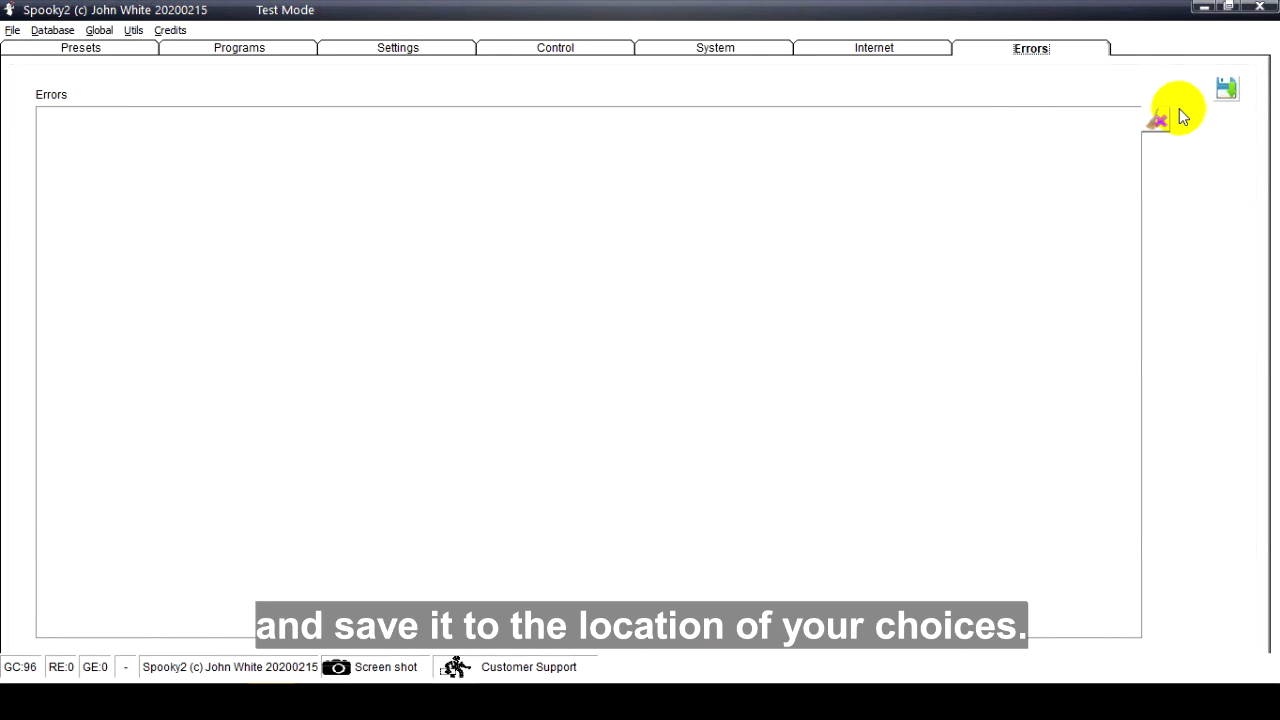 Spooky2 (c) John White 20200215 Test Mode
File Database Global Utils Credits
Presets Programs Settings Control System Internet Errors
Errors
and save it to the location of your choices.
GC:96 RE:0 GE:0 - Spooky2 (c) John White 20200215 Screen shot Customer Support